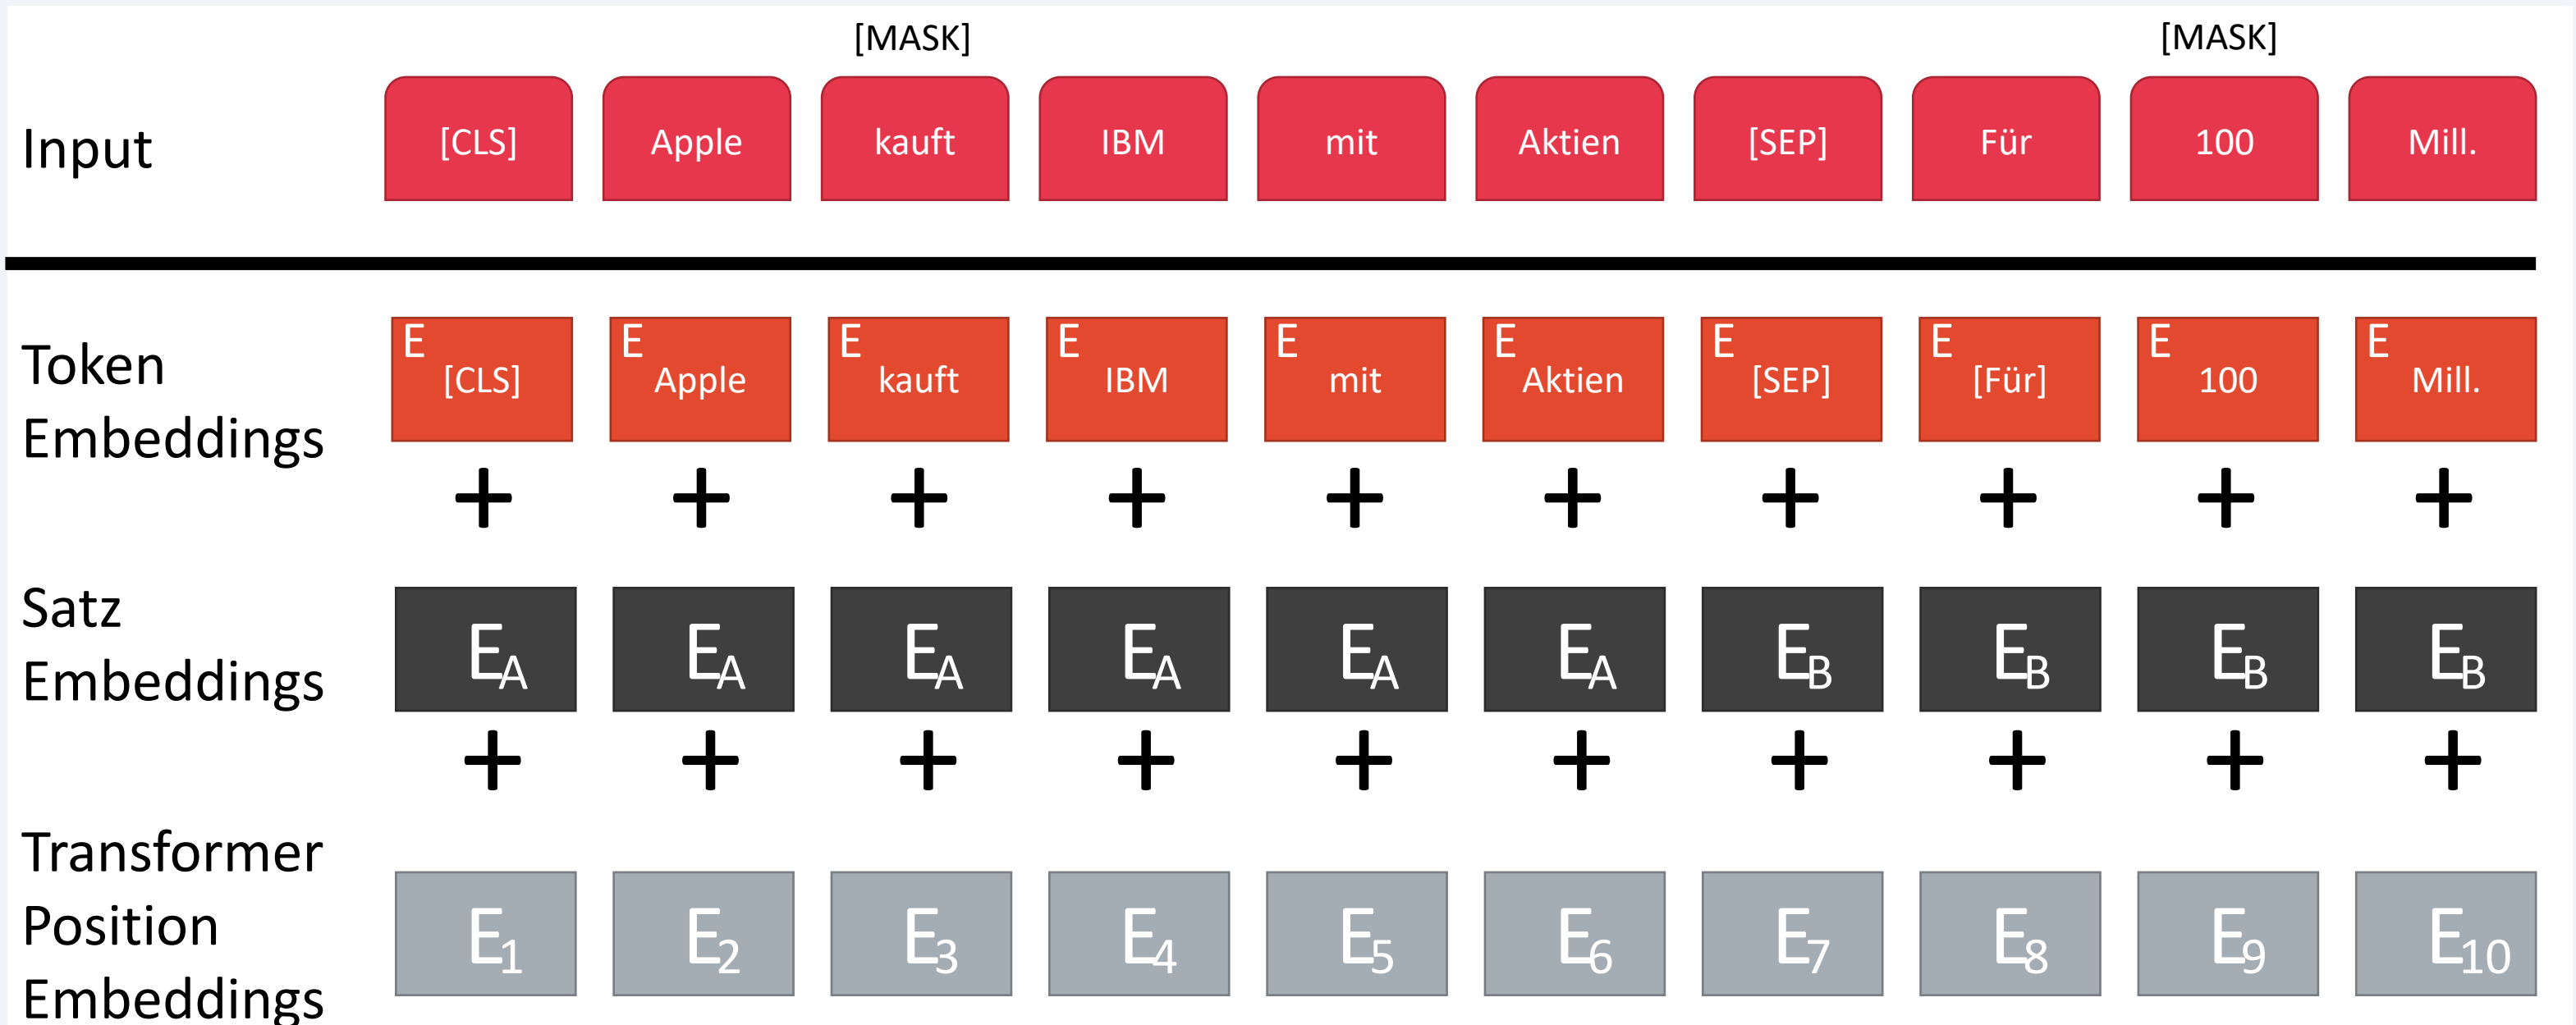 [MASK] [MASK]
Input [CLS] Apple kauft IBM mit Aktien [SEP] Für 100 Mill.
Token
Embeddings
E E E E E E E E E E
[CLS] Apple kauft IBM mit Aktien [SEP] [Für] 100 Mill.
+ + + + + + + + + +
Satz
Embeddings
EA EA EA EA EA EA EB EB EB EB
+ + + + + + + + + +
Transformer
Position
Embeddings
E1 E2 E3 E4 E5 E6 E7 E8 E9 E10